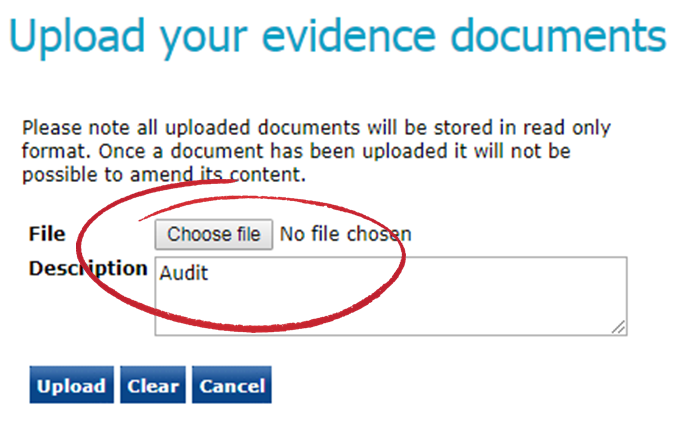 Upload your evidence documents
Please note all uploaded documents will be stored in read only
format. Once a document has been uploaded it will not be
possible to amend its content.
File Choose file No file chosen
Description Audit
Upload Clear Cancel